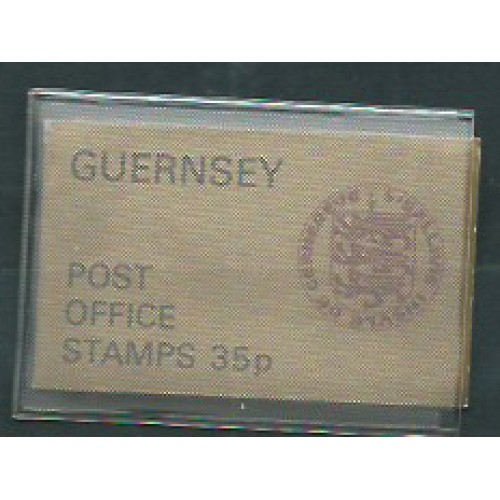 GUERNSEY
POST
OFFICE
STAMPS 35p